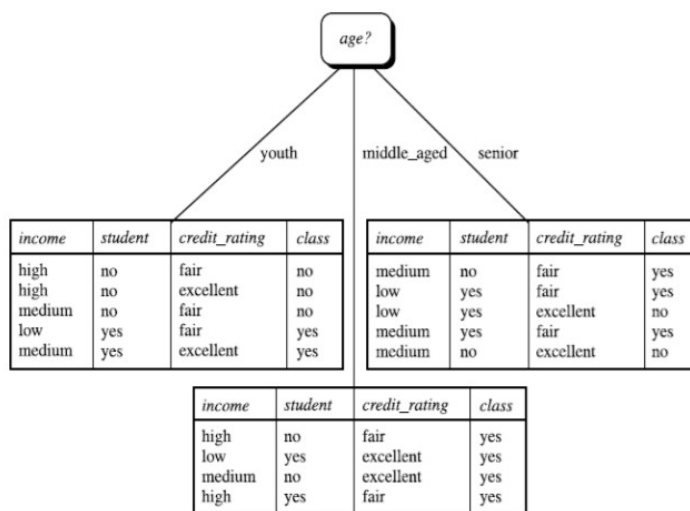 age?
youth
middle_aged
senior
income student credit_rating class
high no fair no
high no excellent no
medium no fair no
low yes fair yes
medium yes excellent yes
income student credit_rating class
medium no fair yes
low yes fair yes
low yes excellent no
medium yes fair yes
medium no excellent no
income student credit_rating class
high no fair yes
low yes excellent yes
medium no excellent yes
high yes fair yes